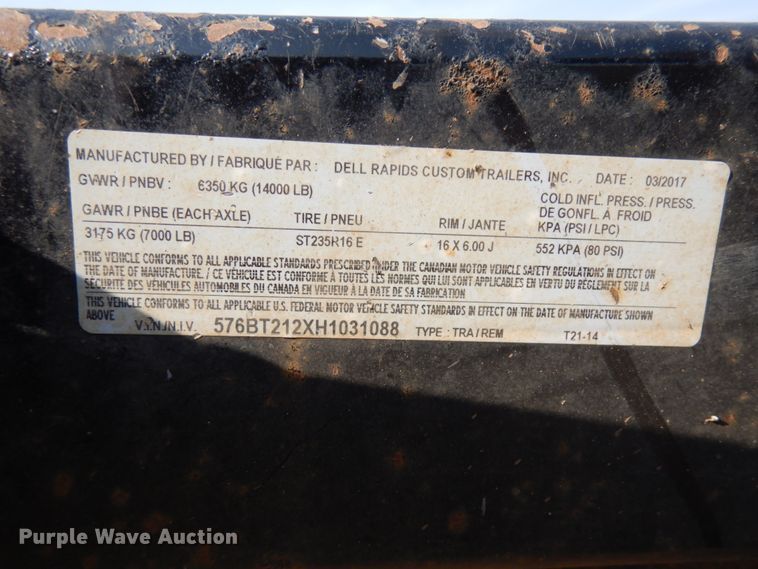 MANUFACTURED BY / FABRIQUÉ PAR : DELL RAPIDS CUSTOM TRAILERS, INC. DATE : 03/2017
GVWR / PNBV : 6350 KG (14000 LB) COLD INFL. PRESS. / PRESS.
DE GONFL. À FROID
GAWR / PNBE (EACH AXLE) TIRE / PNEU RIM / JANTE KPA (PSI / LPC)
3175 KG (7000 LB) ST235R16 E 16 X 6.00 J 552 KPA (80 PSI)
THIS VEHICLE CONFORMS TO ALL APPLICABLE STANDARDS PRESCRIBED UNDER THE CANADIAN MOTOR VEHICLE SAFETY REGULATIONS IN EFFECT ON
THE DATE OF MANUFACTURE. / CE VÉHICULE EST CONFORME À TOUTES LES NORMES QUI LUI SONT APPLICABLES EN VERTU DU RÈGLEMENT SUR LA
SÉCURITÉ DES VÉHICULES AUTOMOBILES DU CANADA EN VIGUEUR À LA DATE DE SA FABRICATION
THIS VEHICLE CONFORMS TO ALL APPLICABLE U.S. FEDERAL MOTOR VEHICLE SAFETY STANDARDS IN EFFECT ON THE DATE OF MANUFACTURE SHOWN
ABOVE
V.I.N./N.I.V. 576BT212XH1031088 TYPE : TRA / REM T21-14
Purple Wave Auction